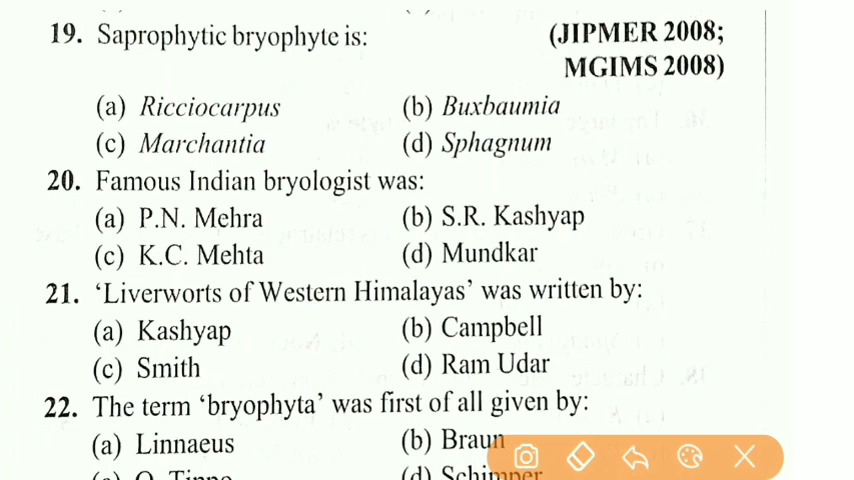 19. Saprophytic bryophyte is: (JIPMER 2008;
MGIMS 2008)
(a) Ricciocarpus (b) Buxbaumia
(c) Marchantia (d) Sphagnum
20. Famous Indian bryologist was:
(a) P.N. Mehra (b) S.R. Kashyap
(c) K.C. Mehta (d) Mundkar
21. ‘Liverworts of Western Himalayas’ was written by:
(a) Kashyap (b) Campbell
(c) Smith (d) Ram Udar
22. The term ‘bryophyta’ was first of all given by:
(a) Linnaeus (b) Braun
(d) Schimper